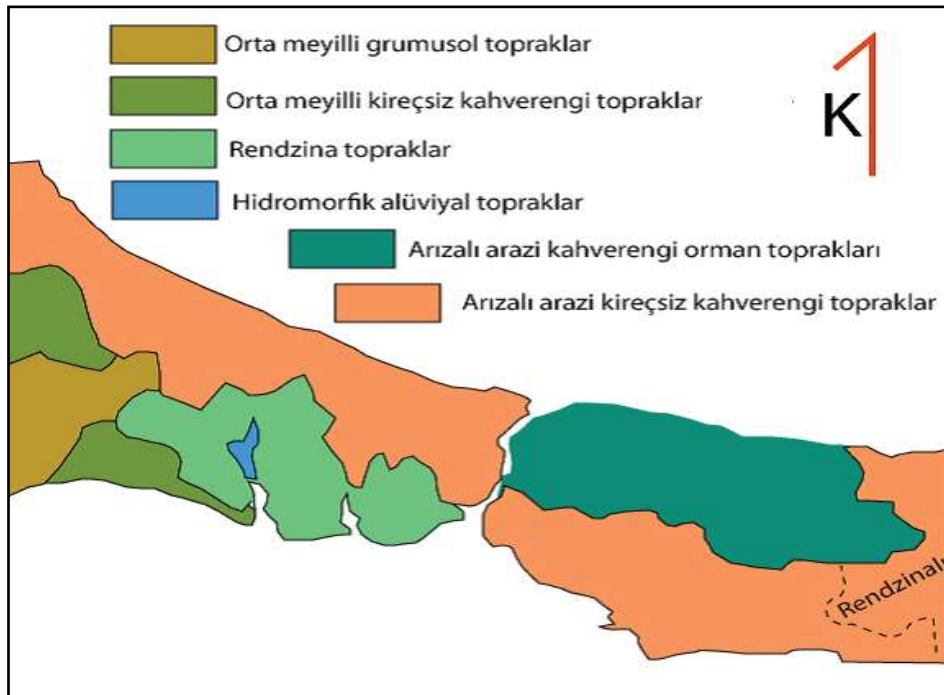 Orta meyilli grumusol topraklar
Orta meyilli kireçsiz kahverengi topraklar
Rendzina topraklar
Hidromorfik alüviyal topraklar
Arızalı arazi kahverengi orman toprakları
Arızalı arazi kireçsiz kahverengi topraklar
K
Rendzinalı